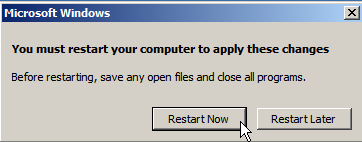 Microsoft Windows
You must restart your computer to apply these changes
Before restarting, save any open files and close all programs.
Restart Now
Restart Later